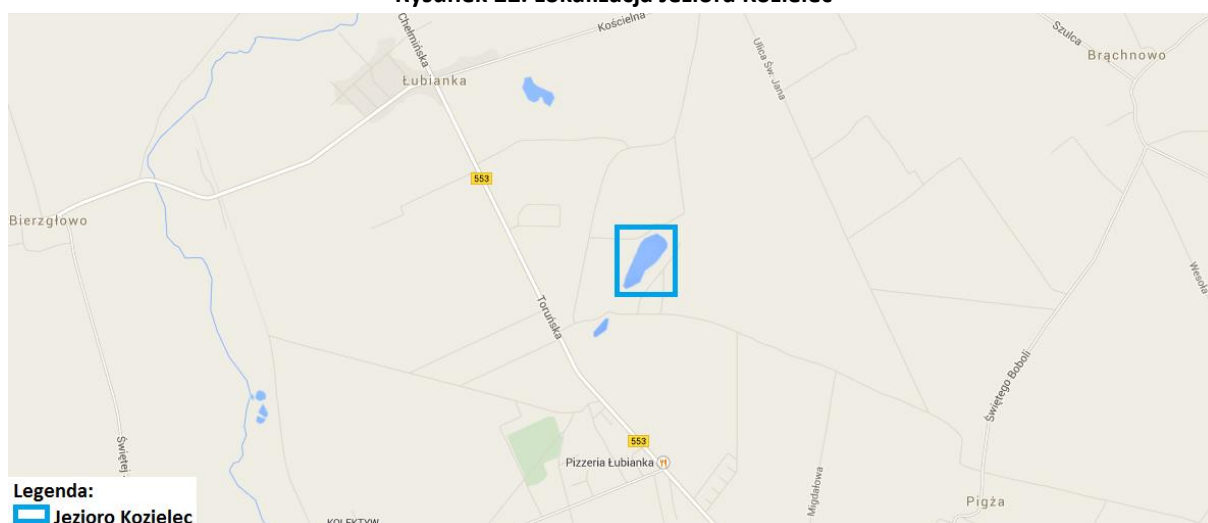 Kościelna
Szulca
Chełmińska
Ulica Św. Jana
Brąchnowo
Łubianka
553
Bierzgłowo
Wesoła
Toruńska
Świętego Boboli
553
Świętej
Pizzeria Łubianka
Migdałowa
Pigża
Legenda:
Jezioro Kozielec